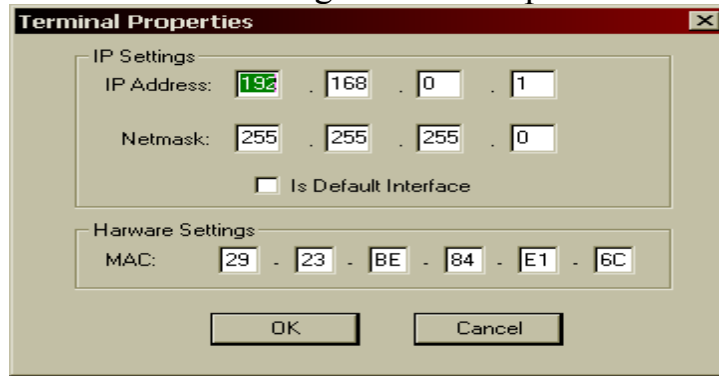 Terminal Properties
IP Settings
IP Address: 192 . 168 . 0 . 1
Netmask: 255 . 255 . 255 . 0
Is Default Interface
Harware Settings
MAC: 29 - 23 - BE - 84 - E1 - 6C
OK Cancel